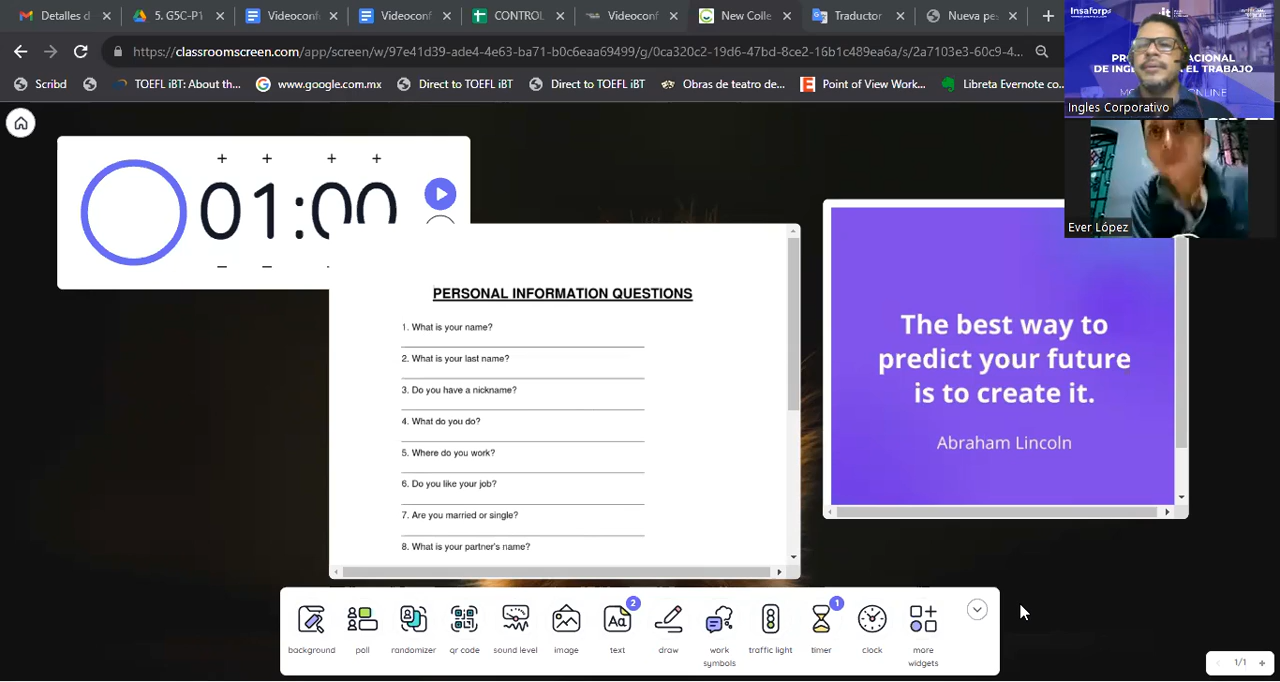 Detalles d
5. G5C-P1
Videoconf
Videoconf
CONTROL
Videoconf
New Colle
Traductor
Nueva pes
https://classroomscreen.com/app/screen/w/97e41d39-ade4-4e63-ba71-b0c6eaa69499/g/0ca320c2-19d6-47bd-8ce2-16b1c489ea6a/s/2a7103e3-60c9-4...
Scribd
TOEFL iBT: About th...
www.google.com.mx
Direct to TOEFL iBT
Direct to TOEFL iBT
Obras de teatro de...
Point of View Work...
Libreta Evernote co...
Insaforp
Ingles Corporativo
Ever López
01:00
PERSONAL INFORMATION QUESTIONS
1. What is your name?
2. What is your last name?
3. Do you have a nickname?
4. What do you do?
5. Where do you work?
6. Do you like your job?
7. Are you married or single?
8. What is your partner's name?
The best way to
predict your future
is to create it.
Abraham Lincoln
background
poll
randomizer
qr code
sound level
image
2
text
draw
work
symbols
traffic light
1
timer
clock
more
widgets
1/1